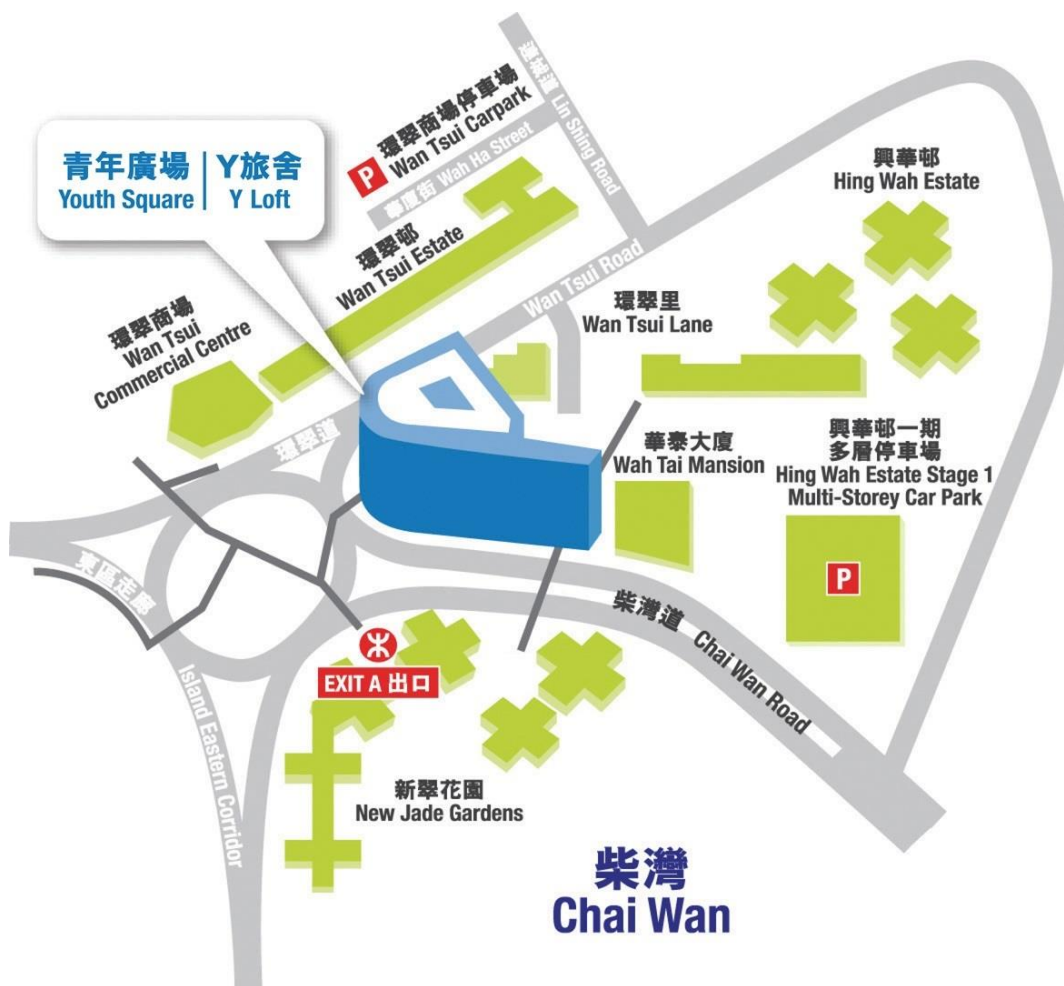 連城道 Lin Shing Road
環翠商場停車場
Wan Tsui Carpark
P
華廈街 Wah Ha Street
青年廣場 | Y旅舍
Youth Square | Y Loft
興華邨
Hing Wah Estate
環翠邨
Wan Tsui Estate
Wan Tsui Road
環翠里
Wan Tsui Lane
環翠商場
Wan Tsui
Commercial Centre
環翠道
華泰大廈
Wah Tai Mansion
興華邨一期
多層停車場
Hing Wah Estate Stage 1
Multi-Storey Car Park
P
東區走廊
Island Eastern Corridor
柴灣道 Chai Wan Road
EXIT A 出口
新翠花園
New Jade Gardens
柴灣
Chai Wan